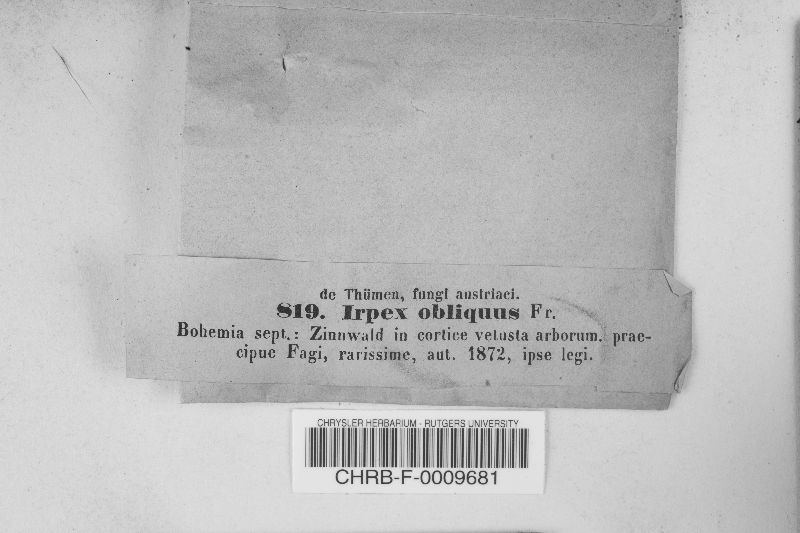 de Thümen, fungi austriaci.
819. Irpex obliquus Fr.
Bohemia sept.: Zinnwald in cortice vetusta arborum, prae-
cipue Fagi, rarissime, aut. 1872, ipse legi.
CHRYSLER HERBARIUM - RUTGERS UNIVERSITY
CHRB-F-0009681